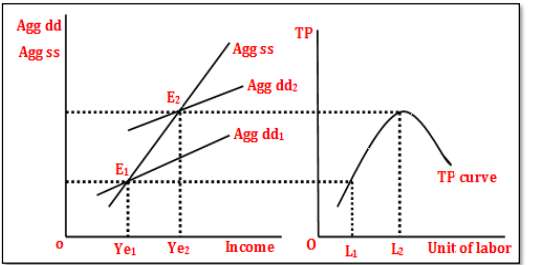 Agg dd
Agg ss
Agg ss
Agg dd2
E2
Agg dd1
E1
o
Ye1
Ye2
Income
TP
TP curve
O
L1
L2
Unit of labor